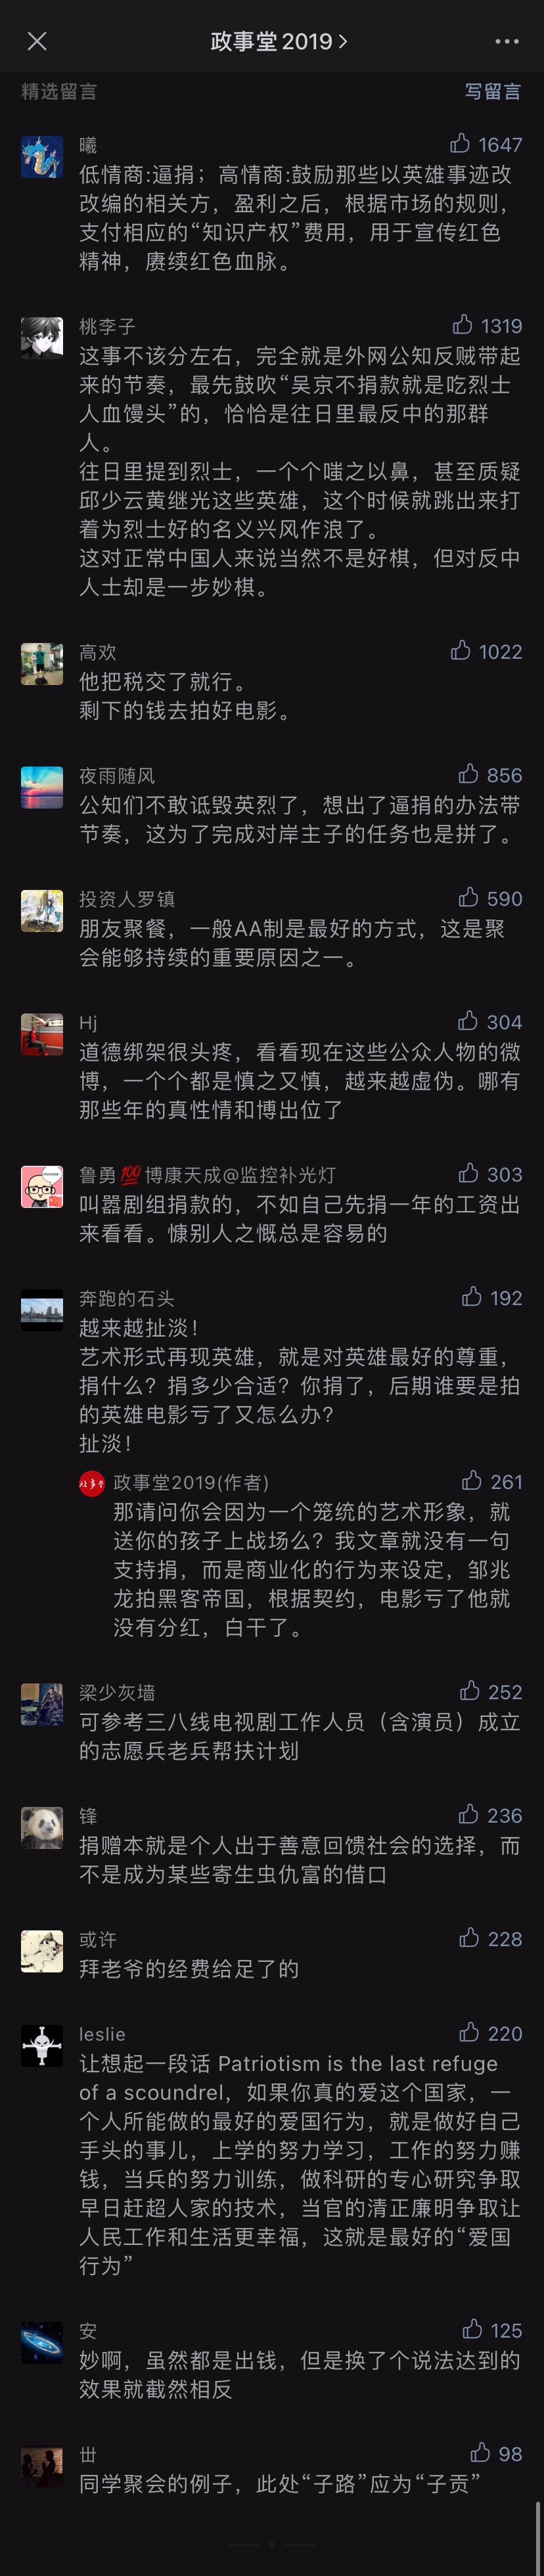 政事堂2019
精选留言
写留言
曦
1647
低情商:逼捐；高情商:鼓励那些以英雄事迹改
改编的相关方，盈利之后，根据市场的规则，
支付相应的“知识产权”费用，用于宣传红色
精神，赓续红色血脉。
桃李子
1319
这事不该分左右，完全就是外网公知反贼带起
来的节奏，最先鼓吹“吴京不捐款就是吃烈士
人血馒头”的，恰恰是往日里最反中的那群
人。
往日里提到烈士，一个个嗤之以鼻，甚至质疑
邱少云黄继光这些英雄，这个时候就跳出来打
着为烈士好的名义兴风作浪了。
这对正常中国人来说当然不是好棋，但对反中
人士却是一步妙棋。
高欢
1022
他把税交了就行。
剩下的钱去拍好电影。
夜雨随风
856
公知们不敢诋毁英烈了，想出了逼捐的办法带
节奏，这为了完成对岸主子的任务也是拼了。
投资人罗镇
590
朋友聚餐，一般AA制是最好的方式，这是聚
会能够持续的重要原因之一。
Hj
304
道德绑架很头疼，看看现在这些公众人物的微
博，一个个都是慎之又慎，越来越虚伪。哪有
那些年的真性情和博出位了
鲁勇💯博康天成@监控补光灯
303
叫嚣剧组捐款的，不如自己先捐一年的工资出
来看看。慷别人之慨总是容易的
奔跑的石头
192
越来越扯淡！
艺术形式再现英雄，就是对英雄最好的尊重，
捐什么？捐多少合适？你捐了，后期谁要是拍
的英雄电影亏了又怎么办？
扯淡！
政事堂
政事堂2019(作者)
261
那请问你会因为一个笼统的艺术形象，就
送你的孩子上战场么？我文章就没有一句
支持捐，而是商业化的行为来设定，邹兆
龙拍黑客帝国，根据契约，电影亏了他就
没有分红，白干了。
梁少灰墙
252
可参考三八线电视剧工作人员（含演员）成立
的志愿兵老兵帮扶计划
锋
236
捐赠本就是个人出于善意回馈社会的选择，而
不是成为某些寄生虫仇富的借口
或许
228
拜老爷的经费给足了的
leslie
220
让想起一段话 Patriotism is the last refuge
of a scoundrel，如果你真的爱这个国家，一
个人所能做的最好的爱国行为，就是做好自己
手头的事儿，上学的努力学习，工作的努力赚
钱，当兵的努力训练，做科研的专心研究争取
早日赶超人家的技术，当官的清正廉明争取让
人民工作和生活更幸福，这就是最好的“爱国
行为”
安
125
妙啊，虽然都是出钱，但是换了个说法达到的
效果就截然相反
丗
98
同学聚会的例子，此处“子路”应为“子贡”